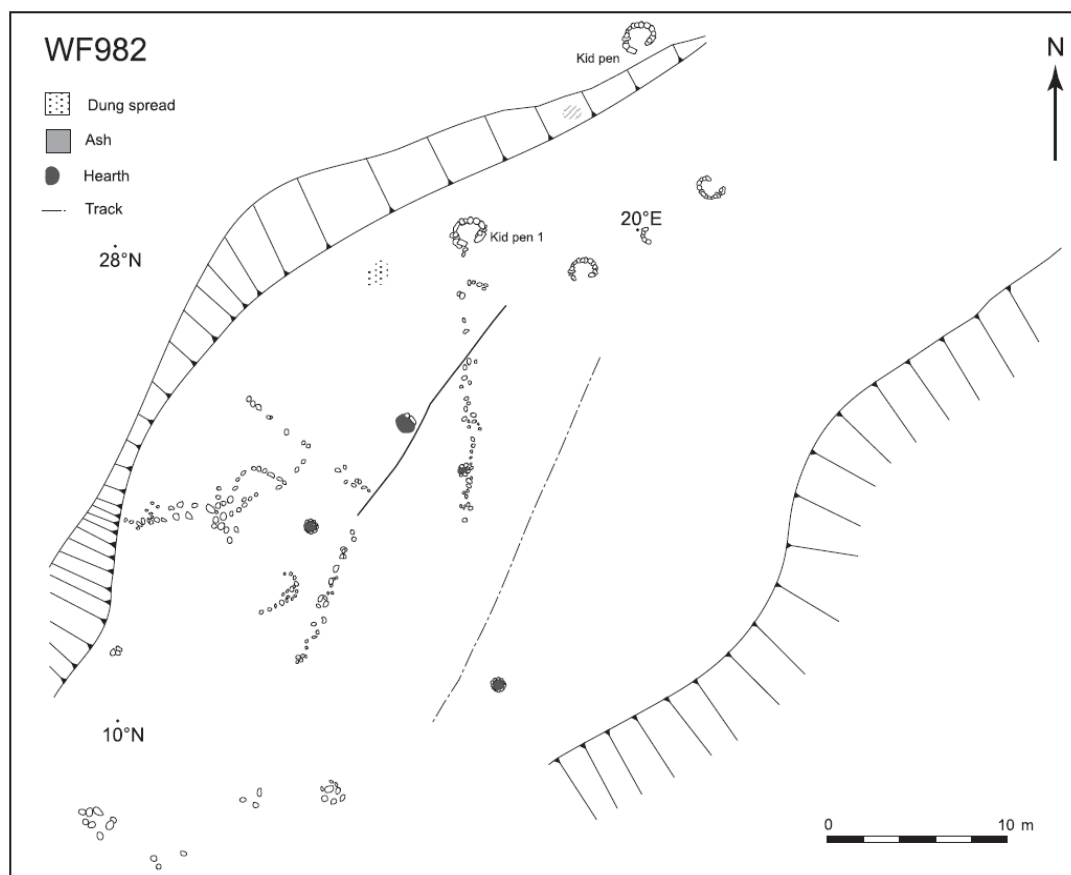 WF982
N
Kid pen
Dung spread
Ash
Hearth
Track
20°E
Kid pen 1
28°N
10°N
0 10 m